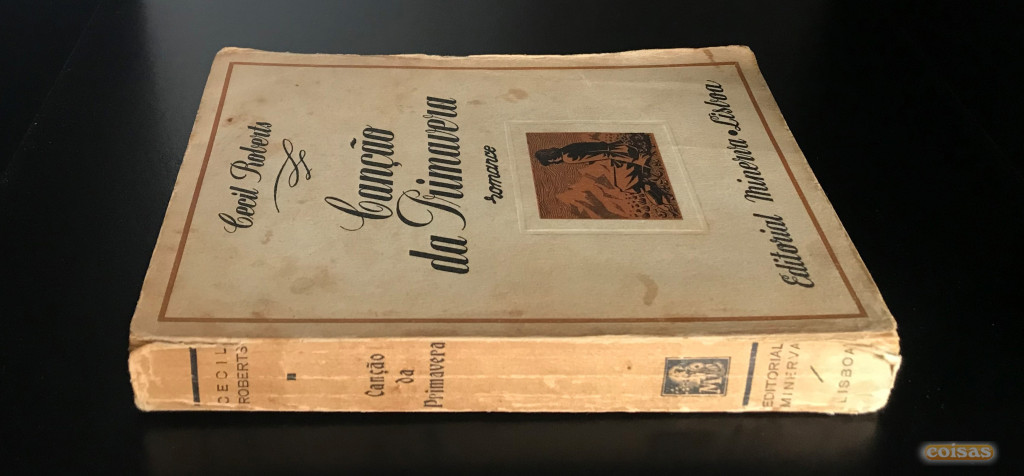 Cecil Roberts
Canção
da Primavera
romance
Editorial Minerva • Lisboa
CECIL
ROBERTS
Canção
da
Primavera
M
EDITORIAL
MINERVA
LISBOA
coisas